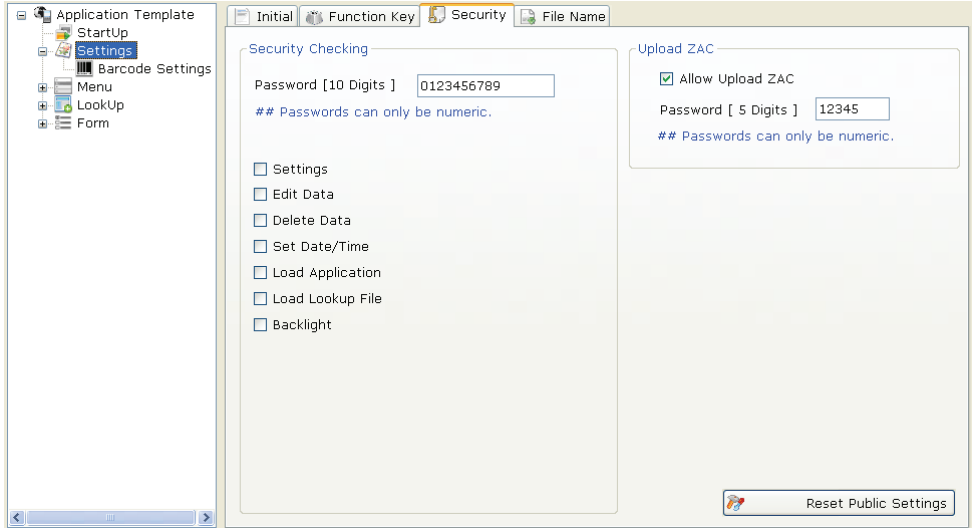 Application Template
StartUp
Settings
Barcode Settings
Menu
LookUp
Form
Initial
Function Key
Security
File Name
Security Checking
Password [10 Digits ]
0123456789
## Passwords can only be numeric.
Settings
Edit Data
Delete Data
Set Date/Time
Load Application
Load Lookup File
Backlight
Upload ZAC
Allow Upload ZAC
Password [ 5 Digits ]
12345
## Passwords can only be numeric.
Reset Public Settings